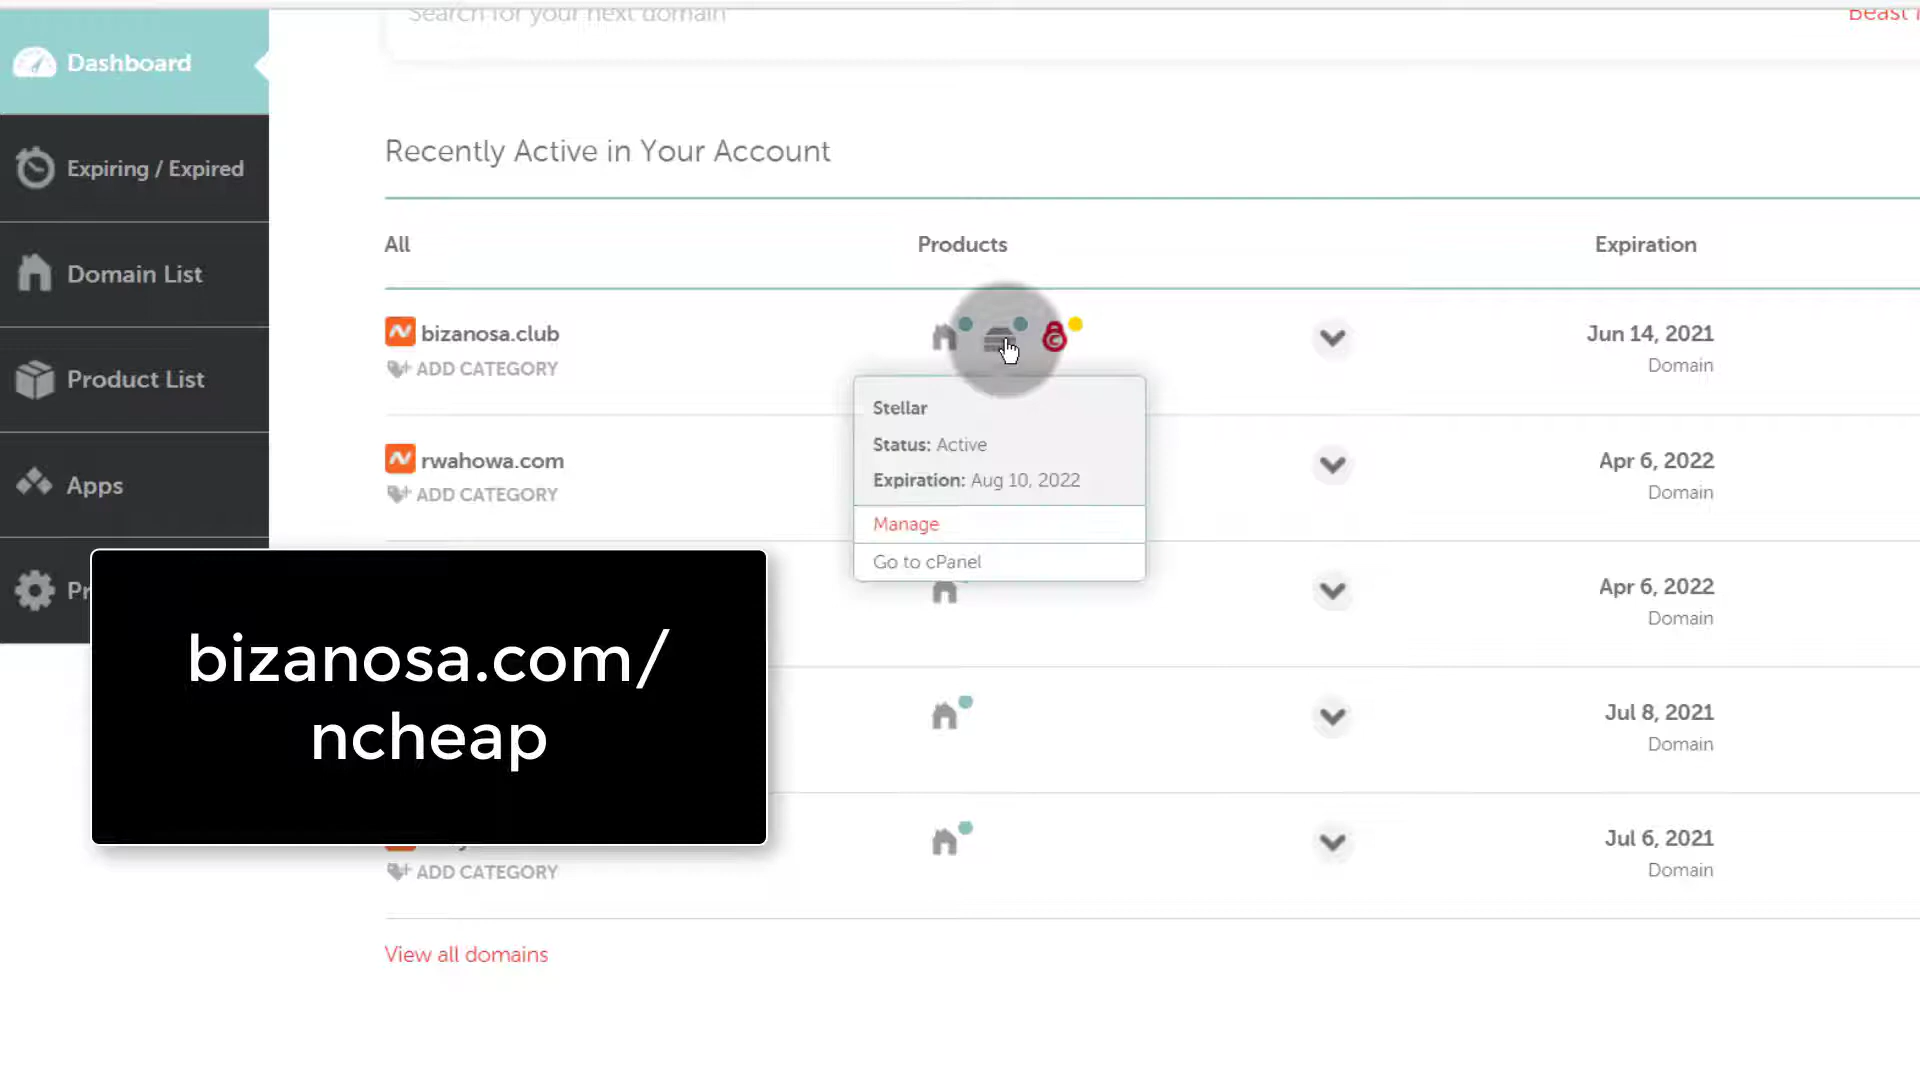 Search for your next domain
Beast
Dashboard
Expiring / Expired
Domain List
Product List
Apps
Recently Active in Your Account
All Products Expiration
bizanosa.club Jun 14, 2021
ADD CATEGORY Domain
Stellar
Status: Active
Expiration: Aug 10, 2022
Manage
Go to cPanel
rwahowa.com Apr 6, 2022
ADD CATEGORY Domain
Apr 6, 2022
Domain
Jul 8, 2021
Domain
Jul 6, 2021
ADD CATEGORY Domain
View all domains
bizanosa.com/
ncheap